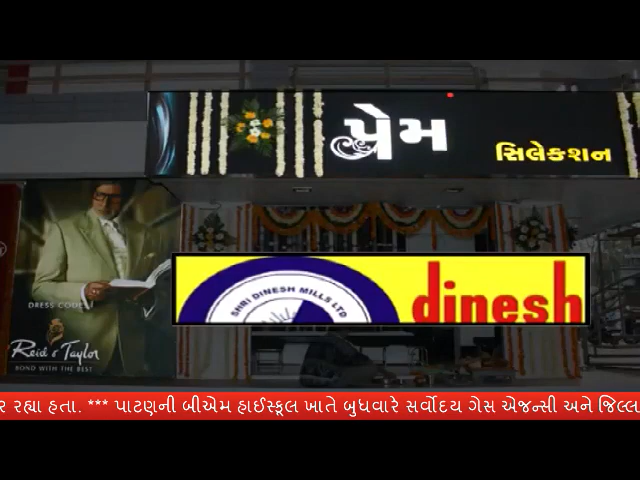 પ્રેમ
સિલેકશન
SHRI DINESH MILLS LTD
dinesh
DRESS CODES
Reid & Taylor
BOND WITH THE BEST
ર રહ્યા હતા. *** પાટણની બીએમ હાઈસ્કૂલ ખાતે બુધવારે સર્વોદય ગેસ એજન્સી અને જિલ્લ